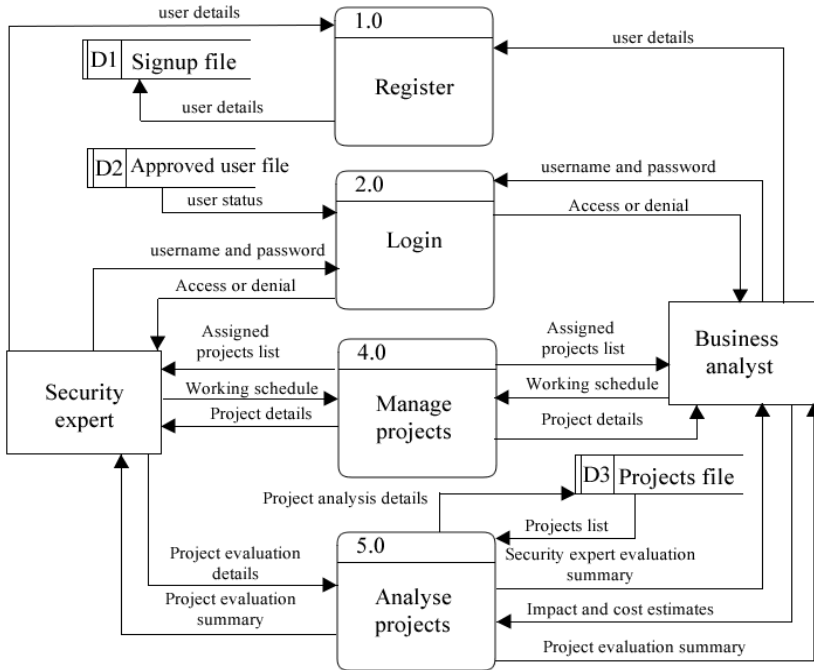 user details
1.0
Register
user details
D1 Signup file
user details
D2 Approved user file
user status
2.0
Login
username and password
Access or denial
username and password
Access or denial
Assigned
projects list
4.0
Manage
projects
Assigned
projects list
Business
analyst
Security
expert
Working schedule
Working schedule
Project details
Project details
D3 Projects file
Project analysis details
Projects list
5.0
Analyse
projects
Security expert evaluation
summary
Project evaluation
details
Project evaluation
summary
Impact and cost estimates
Project evaluation summary